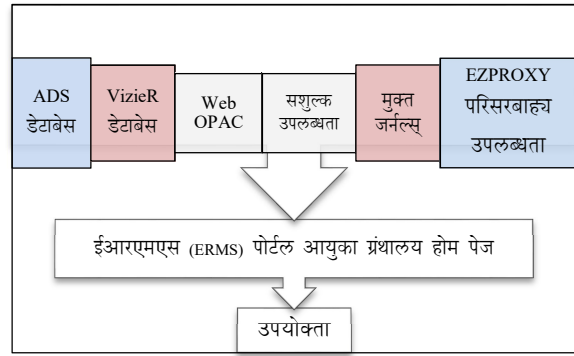 ADS
डेटाबेस
VizieR
डेटाबेस
Web
OPAC
सशुल्क
उपलब्धता
मुक्त
जर्नल्स्
EZPROXY
परिसरबाह्य
उपलब्धता
ईआरएमएस (ERMS) पोर्टल आयुका ग्रंथालय होम पेज
उपयोक्ता